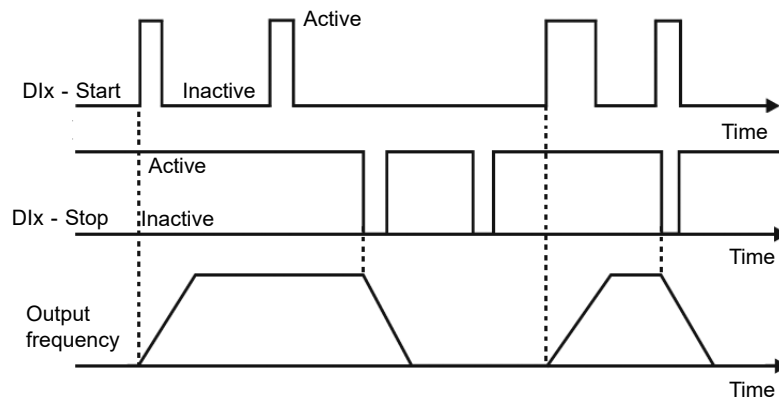 Active
DIx - Start
Inactive
Time
Active
DIx - Stop
Inactive
Time
Output
frequency
Time